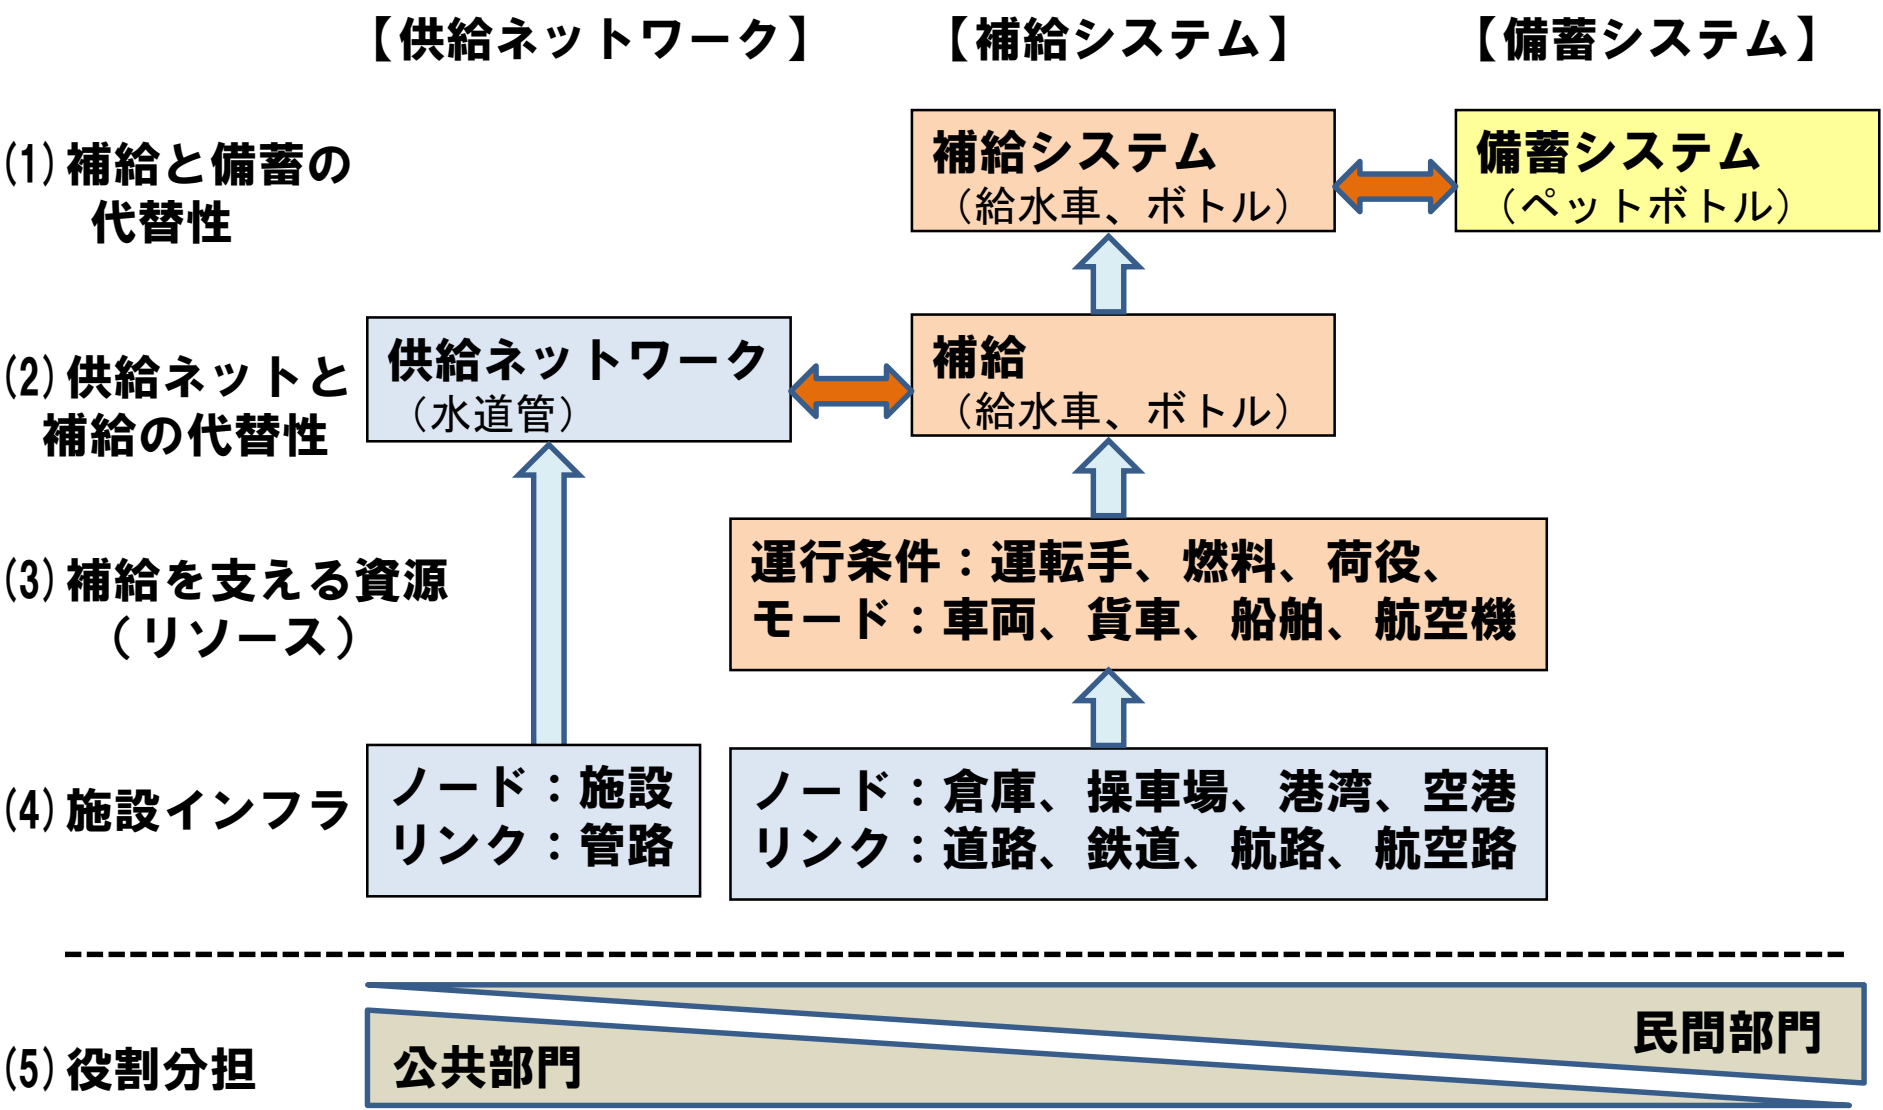 【供給ネットワーク】 【補給システム】 【備蓄システム】
(1)補給と備蓄の
代替性
補給システム
（給水車、ボトル）
備蓄システム
（ペットボトル）
(2)供給ネットと
補給の代替性
供給ネットワーク
（水道管）
補給
（給水車、ボトル）
(3)補給を支える資源
（リソース）
運行条件：運転手、燃料、荷役、
モード：車両、貨車、船舶、航空機
(4)施設インフラ
ノード：施設
リンク：管路
ノード：倉庫、操車場、港湾、空港
リンク：道路、鉄道、航路、航空路
(5)役割分担
民間部門
公共部門